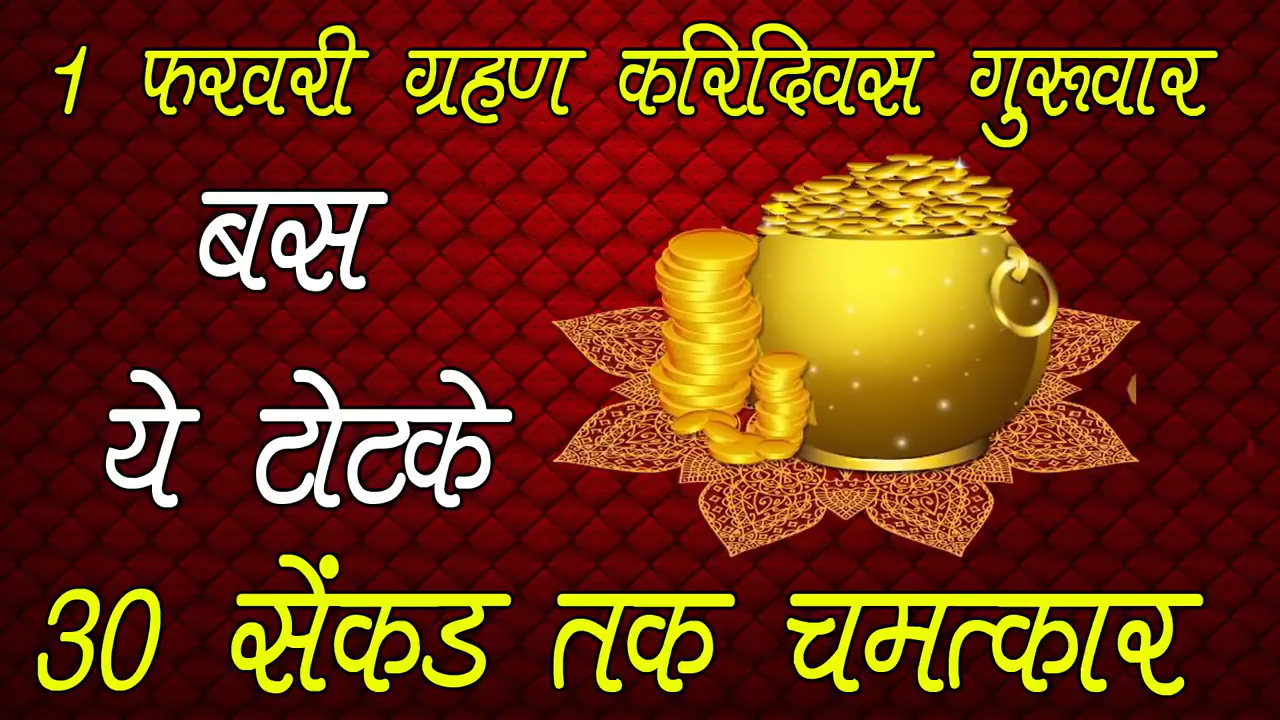 1 फरवरी ग्रहण करिदिवस गुरूवार
बस
ये टोटके
30 सेंकड तक चमत्कार